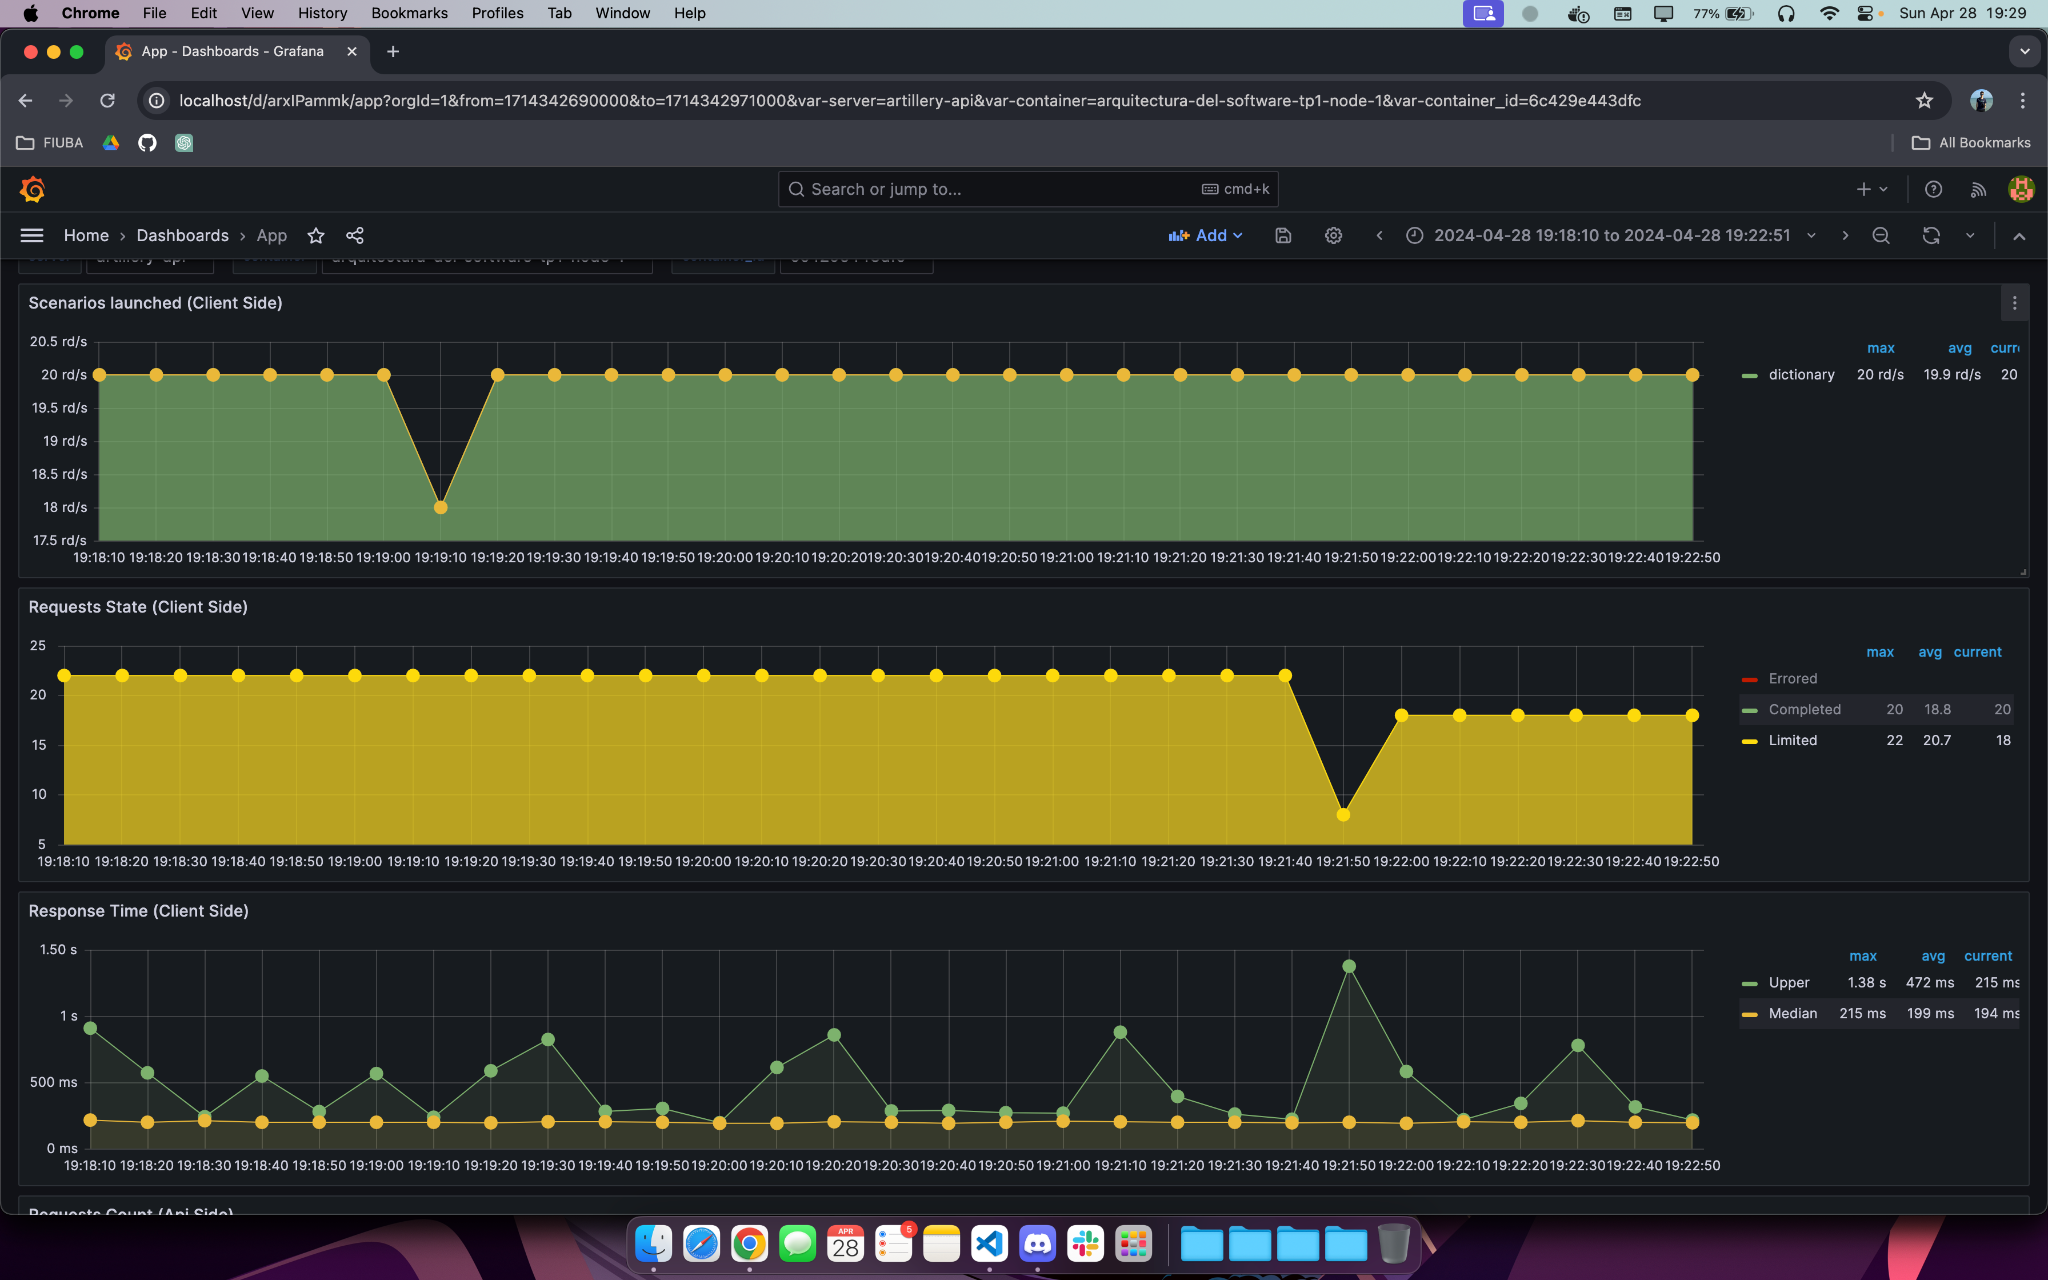 Chrome File Edit View History Bookmarks Profiles Tab Window Help 77% Sun Apr 28 19:29
App - Dashboards - Grafana
localhost/d/arxIPammk/app?orgId=1&from=1714342690000&to=1714342971000&var-server=artillery-api&var-container=arquitectura-del-software-tp1-node-1&var-container_id=6c429e443dfc
FIUBA All Bookmarks
Search or jump to... cmd+k
Home › Dashboards › App Add 2024-04-28 19:18:10 to 2024-04-28 19:22:51
Scenarios launched (Client Side)
20.5 rd/s
20 rd/s
19.5 rd/s
19 rd/s
18.5 rd/s
18 rd/s
17.5 rd/s
19:18:10 19:18:20 19:18:30 19:18:40 19:18:50 19:19:00 19:19:10 19:19:20 19:19:30 19:19:40 19:19:50 19:20:00 19:20:10 19:20:20 19:20:30 19:20:40 19:20:50 19:21:00 19:21:10 19:21:20 19:21:30 19:21:40 19:21:50 19:22:00 19:22:10 19:22:20 19:22:30 19:22:40 19:22:50
max avg curr
dictionary 20 rd/s 19.9 rd/s 20
Requests State (Client Side)
25
20
15
10
5
19:18:10 19:18:20 19:18:30 19:18:40 19:18:50 19:19:00 19:19:10 19:19:20 19:19:30 19:19:40 19:19:50 19:20:00 19:20:10 19:20:20 19:20:30 19:20:40 19:20:50 19:21:00 19:21:10 19:21:20 19:21:30 19:21:40 19:21:50 19:22:00 19:22:10 19:22:20 19:22:30 19:22:40 19:22:50
max avg current
Errored
Completed 20 18.8 20
Limited 22 20.7 18
Response Time (Client Side)
1.50 s
1 s
500 ms
0 ms
19:18:10 19:18:20 19:18:30 19:18:40 19:18:50 19:19:00 19:19:10 19:19:20 19:19:30 19:19:40 19:19:50 19:20:00 19:20:10 19:20:20 19:20:30 19:20:40 19:20:50 19:21:00 19:21:10 19:21:20 19:21:30 19:21:40 19:21:50 19:22:00 19:22:10 19:22:20 19:22:30 19:22:40 19:22:50
max avg current
Upper 1.38 s 472 ms 215 ms
Median 215 ms 199 ms 194 ms
Requests Count (Api Side)
APR
28
5